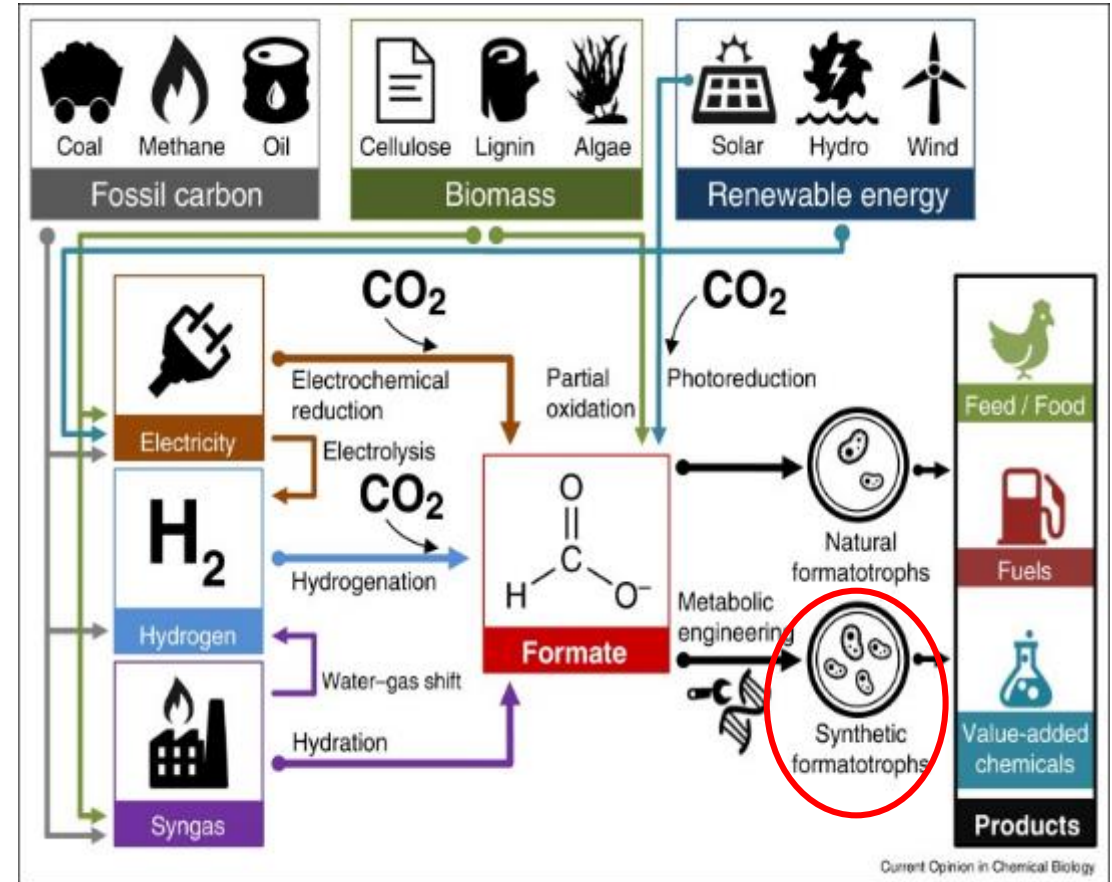 Coal
Methane
Oil
Fossil carbon
Cellulose
Lignin
Algae
Biomass
Solar
Hydro
Wind
Renewable energy
CO2
CO2
Electrochemical
reduction
Partial
oxidation
Photoreduction
Electricity
Electrolysis
CO2
H2
Hydrogenation
Hydrogen
Water–gas shift
Hydration
Syngas
O
H
C
O−
Formate
Natural
formatotrophs
Metabolic
engineering
Synthetic
formatotrophs
Feed / Food
Fuels
Value-added
chemicals
Products
Current Opinion in Chemical Biology